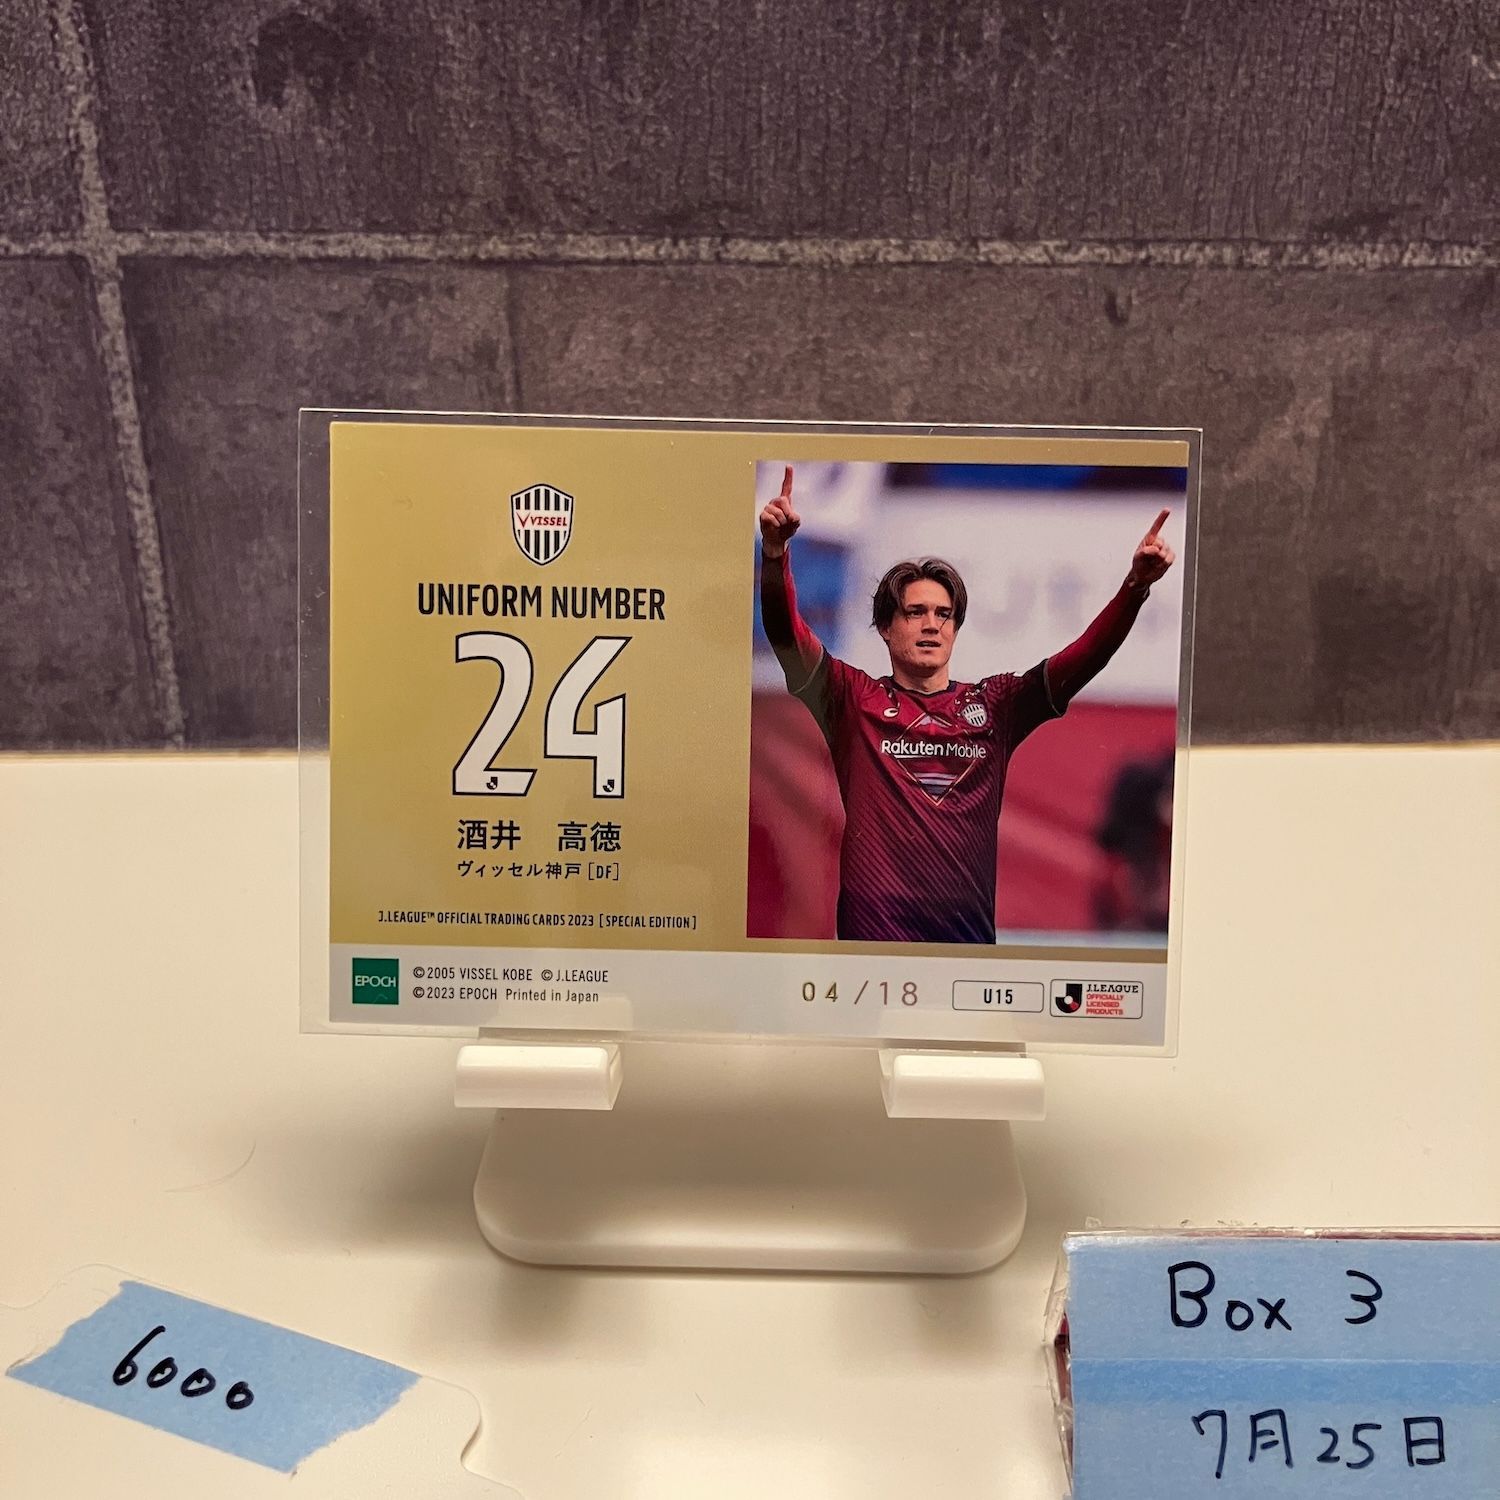 VISSEL
UNIFORM NUMBER
24
酒井 高徳
ヴィッセル神戸 [DF]
J.LEAGUE™ OFFICIAL TRADING CARDS 2023 [SPECIAL EDITION]
EPOCH
©2005 VISSEL KOBE ©J.LEAGUE
©2023 EPOCH Printed in Japan
04/18
U15
J.LEAGUE
OFFICIALLY
LICENSED
PRODUCTS
Rakuten Mobile
6000
Box 3
7月25日